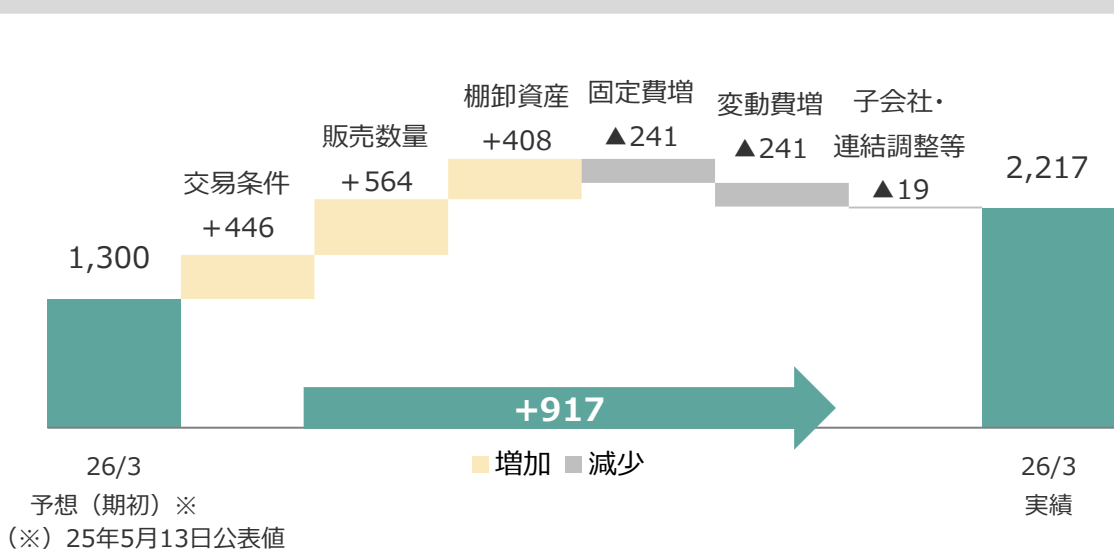 1,300
交易条件
+446
販売数量
+564
棚卸資産
+408
固定費増
▲241
変動費増
▲241
子会社・
連結調整等
▲19
2,217
+917
増加 減少
26/3
予想（期初）※
（※）25年5月13日公表値
26/3
実績